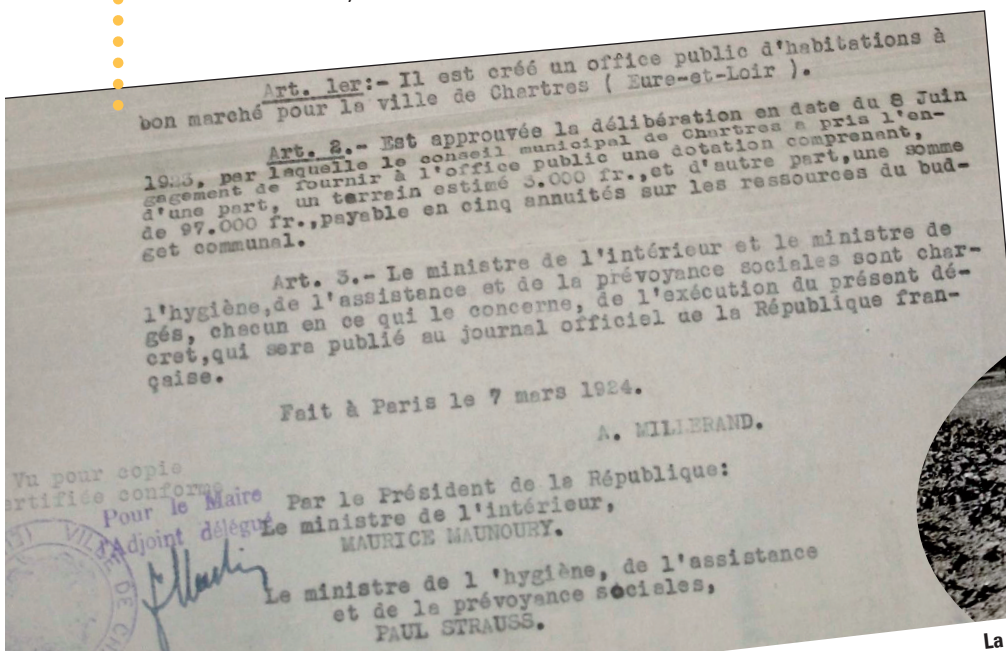 Art. 1er:- Il est créé un office public d'habitations à
bon marché pour la ville de Chartres ( Eure-et-Loir ).
Art. 2.- Est approuvée la délibération en date du 8 Juin
1923, par laquelle le conseil municipal de Chartres a pris l'en-
gagement de fournir à l'office public une dotation comprenant,
d'une part, un terrain estimé 3.000 fr.,et d'autre part,une somme
de 97.000 fr.,payable en cinq annuités sur les ressources du bud-
get communal.
Art. 3.- Le ministre de l'intérieur et le ministre de
l'hygiène,de l'assistance et de la prévoyance sociales sont char-
gés, chacun en ce qui le concerne, de l'exécution du présent dé-
cret,qui sera publié au journal officiel de la République fran-
çaise.
Fait à Paris le 7 mars 1924.
A. MILLERAND.
Vu pour copie
certifiée conforme
Pour le Maire
l'Adjoint délégué
VILLE DE
Par le Président de la République:
Le ministre de l'intérieur,
MAURICE MAUNOURY.
Le ministre de l 'hygiène, de l'assistance
et de la prévoyance sociales,
PAUL STRAUSS.
La